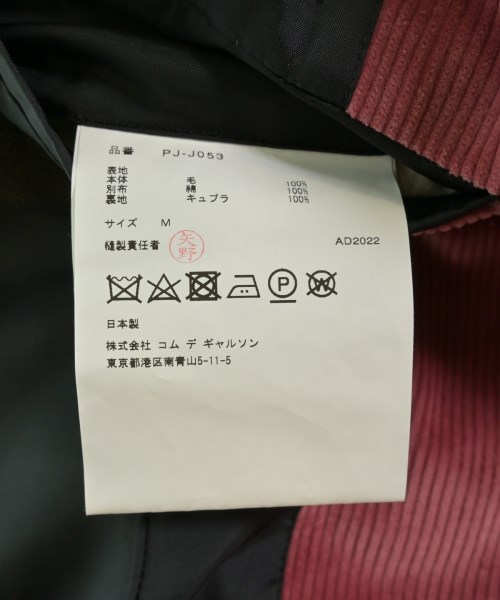 品番 PJ-J053
表地
本体 毛 100%
別布 綿 100%
裏地 キュプラ 100%
サイズ M
縫製責任者 矢野 AD2022
P W
日本製
株式会社 コム デ ギャルソン
東京都港区南青山5-11-5